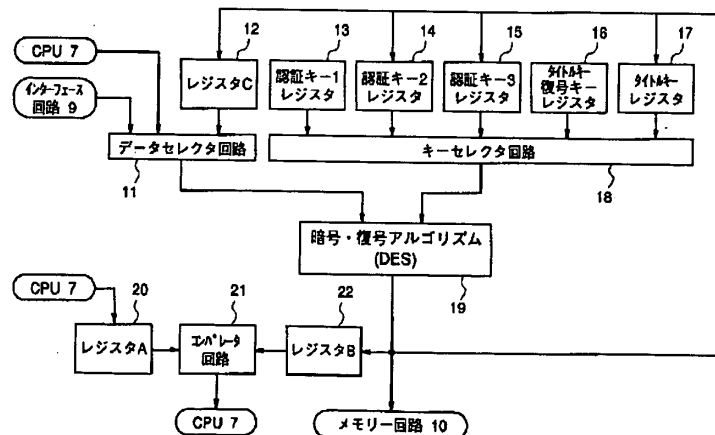 CPU 7
12
13
14
15
16
17
インターフェース
回路 9
レジスタC
認証キー1
レジスタ
認証キー2
レジスタ
認証キー3
レジスタ
タイトルキー
復号キー
レジスタ
タイトルキー
レジスタ
データセレクタ回路
キーセレクタ回路
11
18
暗号・復号アルゴリズム
(DES)
19
CPU 7
20
21
22
レジスタA
コンパレータ
回路
レジスタB
CPU 7
メモリー回路 10